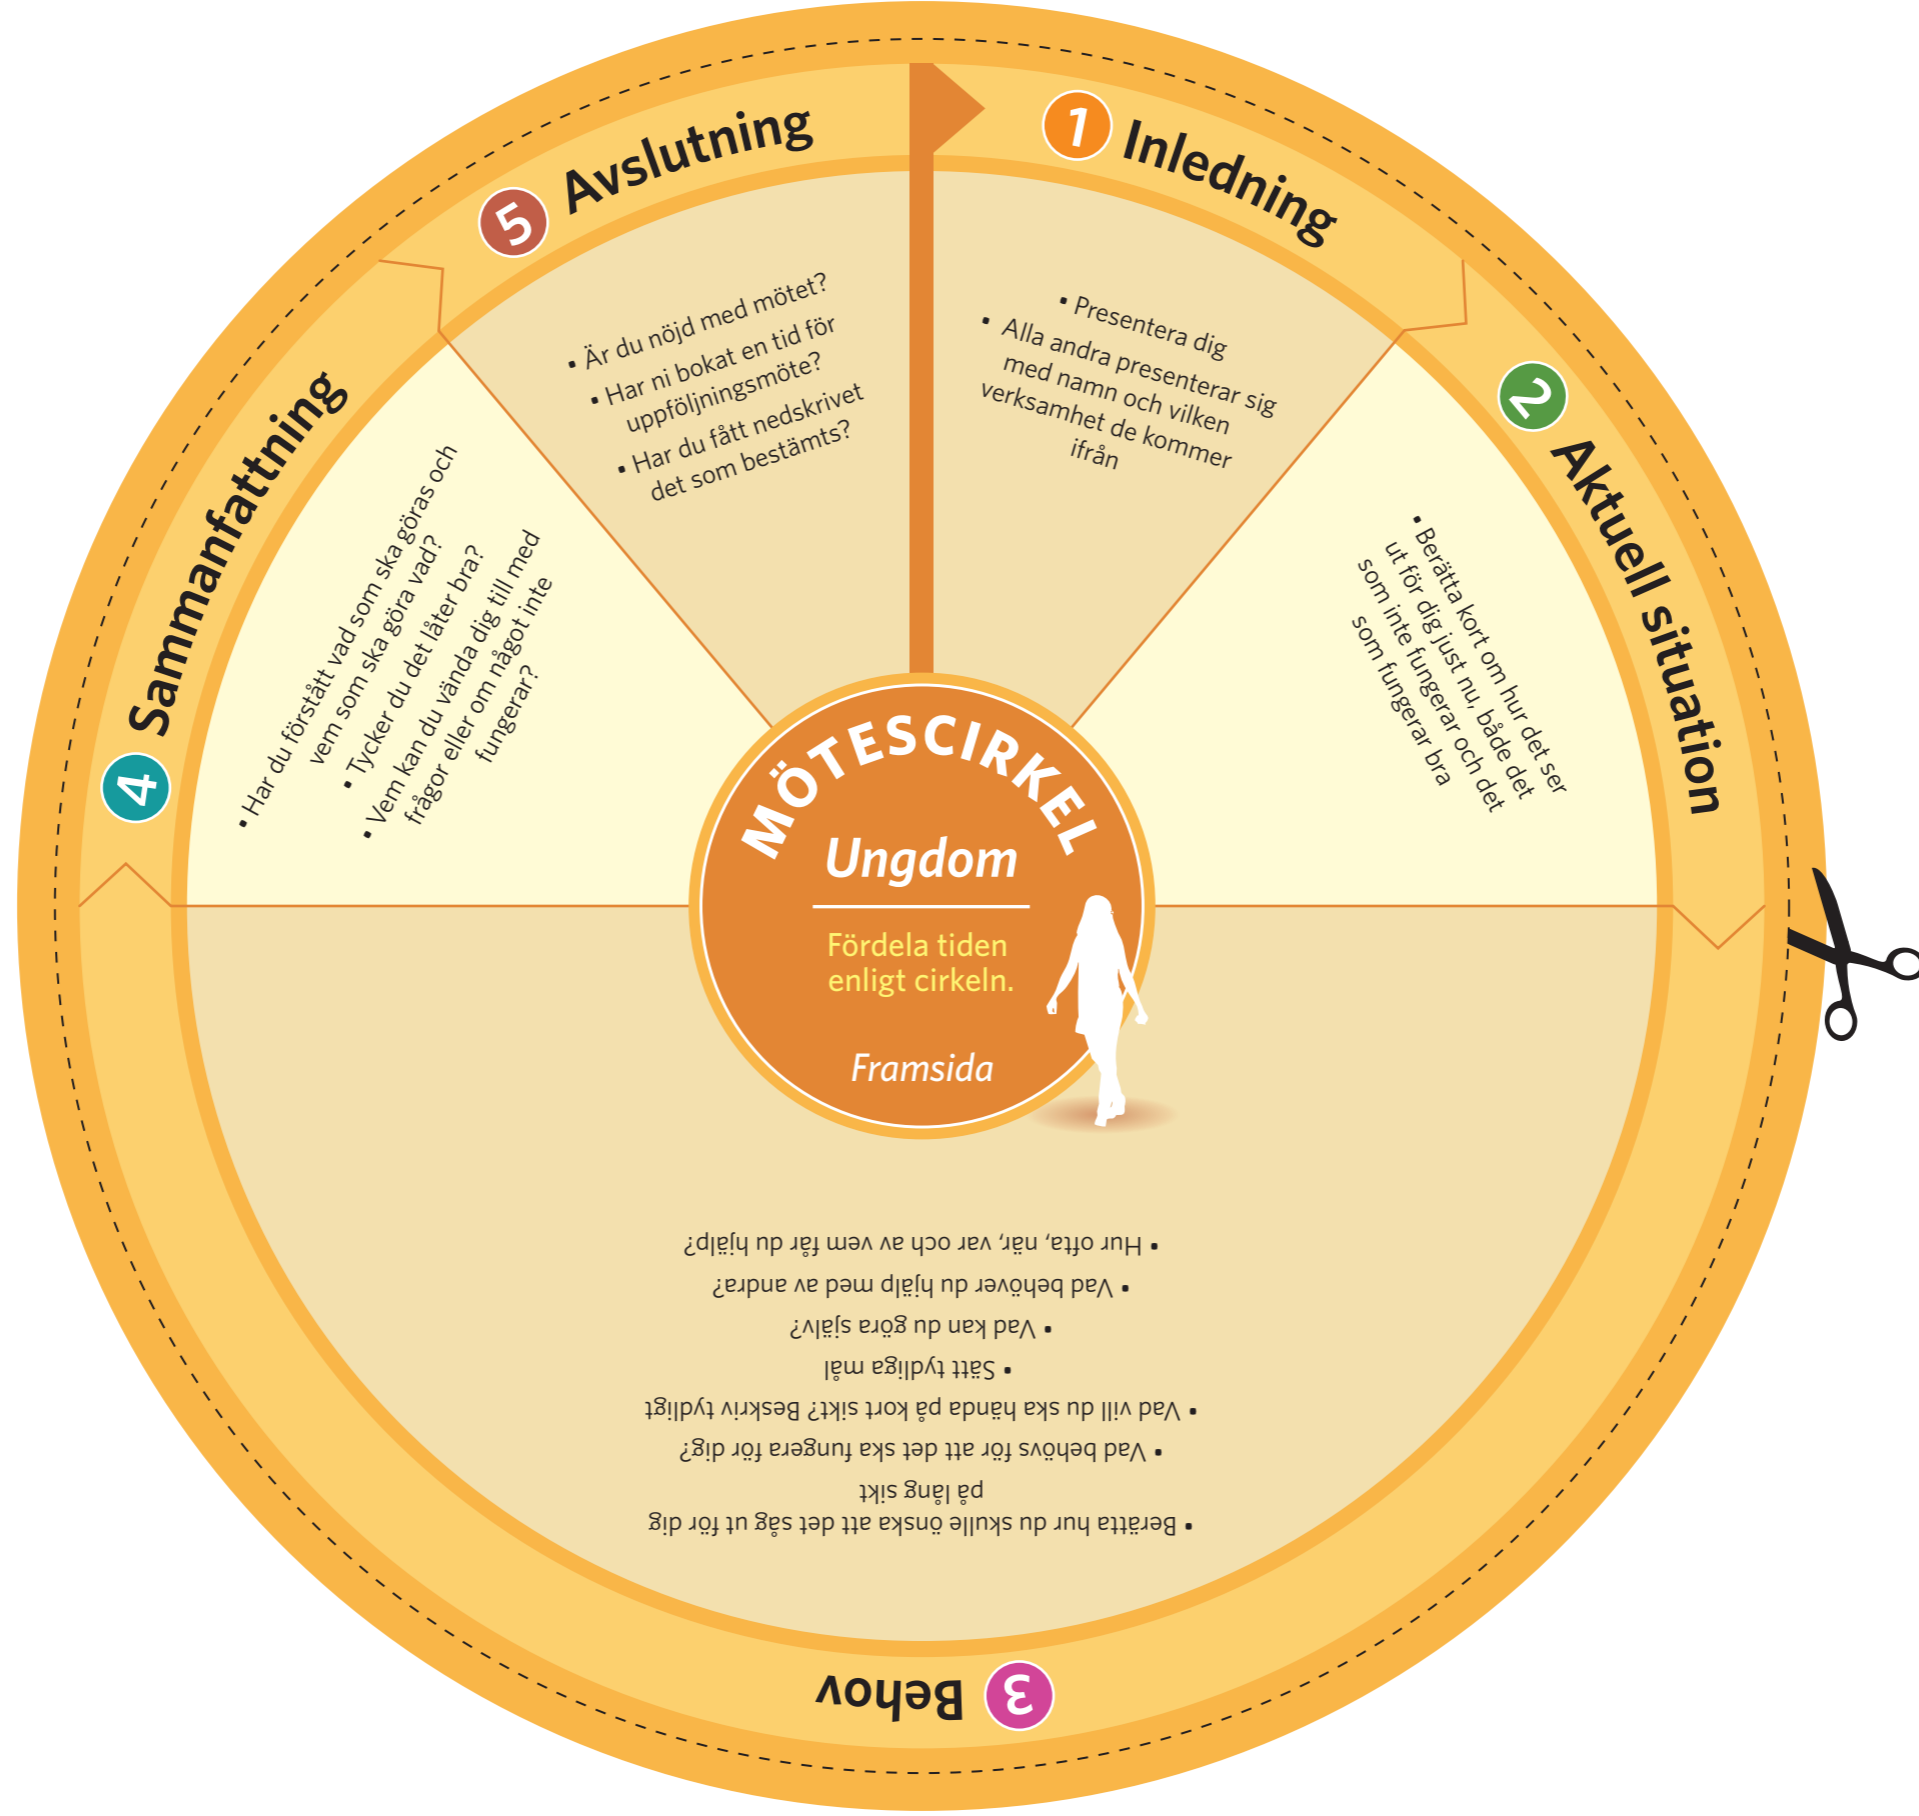 MÖTESCIRKEL
Ungdom
Fördela tiden
enligt cirkeln.
Framsida
1 Inledning
• Presentera dig
• Alla andra presenterar sig
med namn och vilken
verksamhet de kommer
ifrån
2 Aktuell situation
• Berätta kort om hur det ser
ut för dig just nu, både det
som inte fungerar och det
som fungerar bra
3 Behov
• Berätta hur du skulle önska att det såg ut för dig
på lång sikt
• Vad behövs för att det ska fungera för dig?
• Vad vill du ska hända på kort sikt? Beskriv tydligt
• Sätt tydliga mål
• Vad kan du göra själv?
• Vad behöver du hjälp med av andra?
• Hur ofta, när, var och av vem får du hjälp?
4 Sammanfattning
• Har du förstått vad som ska göras och
vem som ska göra vad?
• Tycker du det låter bra?
• Vem kan du vända dig till med
frågor eller om något inte
fungerar?
5 Avslutning
• Är du nöjd med mötet?
• Har ni bokat en tid för
uppföljningsmöte?
• Har du fått nedskrivet
det som bestämts?